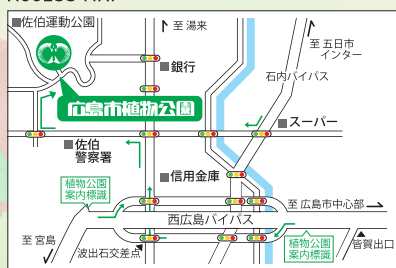 ACCESS MAP
■佐伯運動公園
至 湯来
至 五日市
インター
■銀行
石内バイパス
広島市植物公園
■スーパー
■佐伯
警察署
■信用金庫
植物公園
案内標識
至 広島市中心部
西広島バイパス
至 宮島
波出石交差点
植物公園
案内標識
皆賀出口